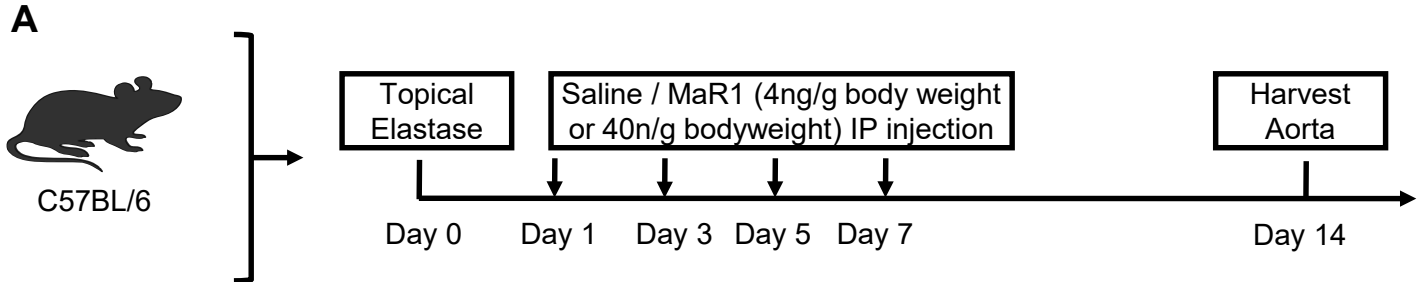 A
C57BL/6
Topical
Elastase
Saline / MaR1 (4ng/g body weight
or 40n/g bodyweight) IP injection
Harvest
Aorta
Day 0
Day 1
Day 3
Day 5
Day 7
Day 14